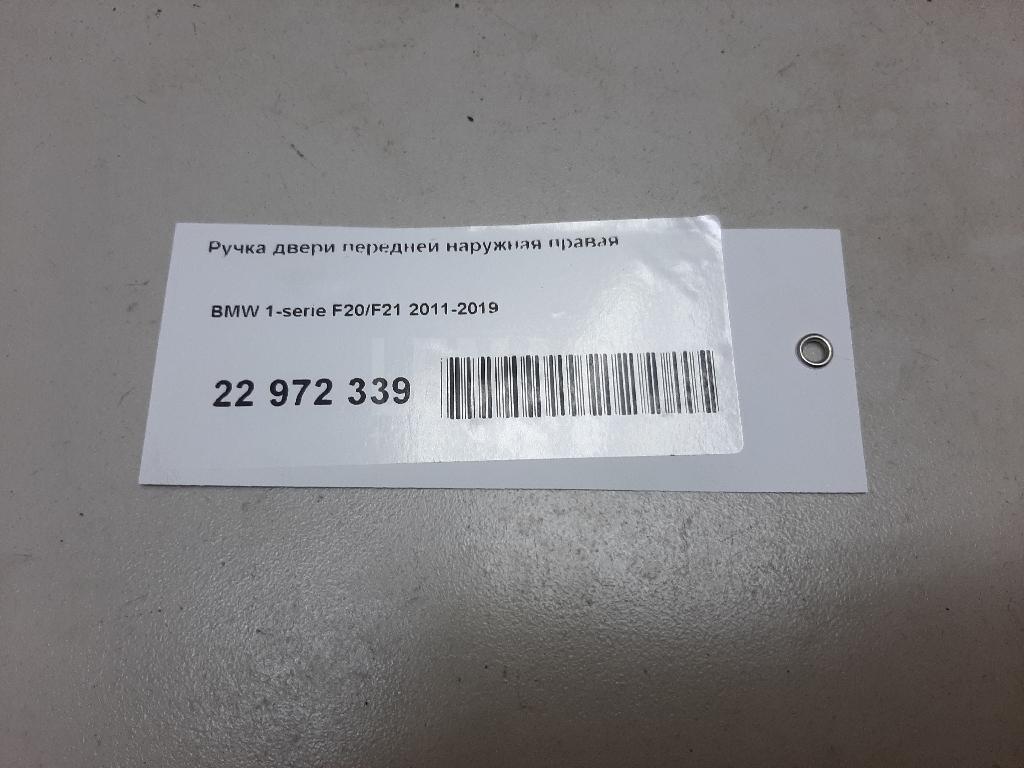 Ручка двери передней наружная правая
BMW 1-serie F20/F21 2011-2019
22 972 339